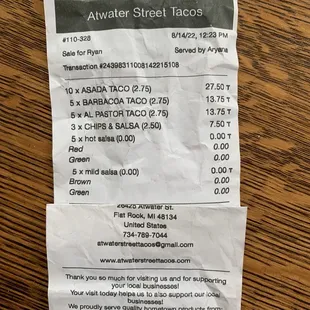 Atwater Street Tacos
#110-328 8/14/22, 12:23 PM
Sale for Ryan Served by Aryana
Transaction #24398311008142215108
10 x ASADA TACO (2.75) 27.50 T
5 x BARBACOA TACO (2.75) 13.75 T
5 x AL PASTOR TACO (2.75) 13.75 T
3 x CHIPS & SALSA (2.50) 7.50 T
5 x hot salsa (0.00) 0.00 T
Red 0.00
Green 0.00
5 x mild salsa (0.00) 0.00 T
Brown 0.00
Green 0.00
26425 Atwater St.
Flat Rock, MI 48134
United States
734-789-7044
atwaterstreettacos@gmail.com
www.atwaterstreettacos.com
Thank you so much for visiting us and for supporting
your local businesses!
Your visit today helps us to also support our local
businesses!
We proudly serve quality hometown products from: